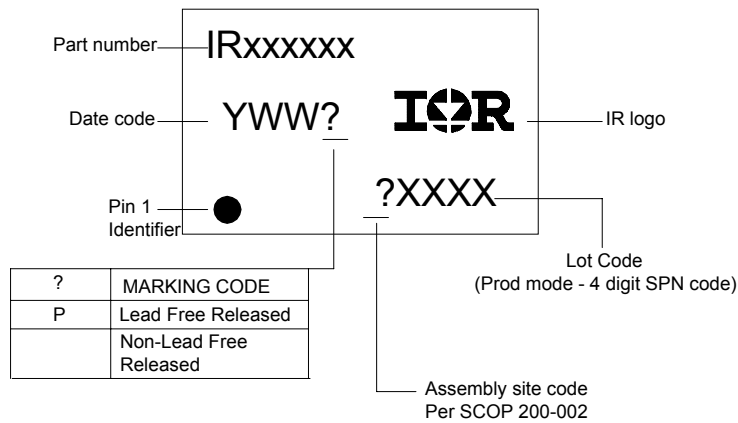 Part number
IRxxxxxx
Date code
YWW?
IOR
IR logo
Pin 1
Identifier
?XXXX
Lot Code
(Prod mode - 4 digit SPN code)
? MARKING CODE
P Lead Free Released
Non-Lead Free
Released
Assembly site code
Per SCOP 200-002